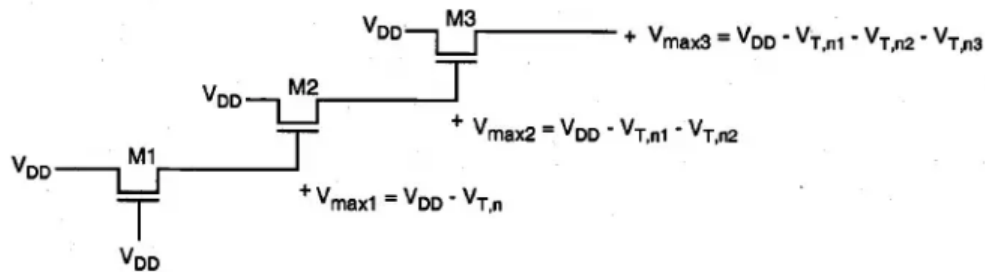 VDD M3 + Vmax3 = VDD - VT,n1 - VT,n2 - VT,n3
VDD M2
+ Vmax2 = VDD - VT,n1 - VT,n2
VDD M1
+ Vmax1 = VDD - VT,n
VDD